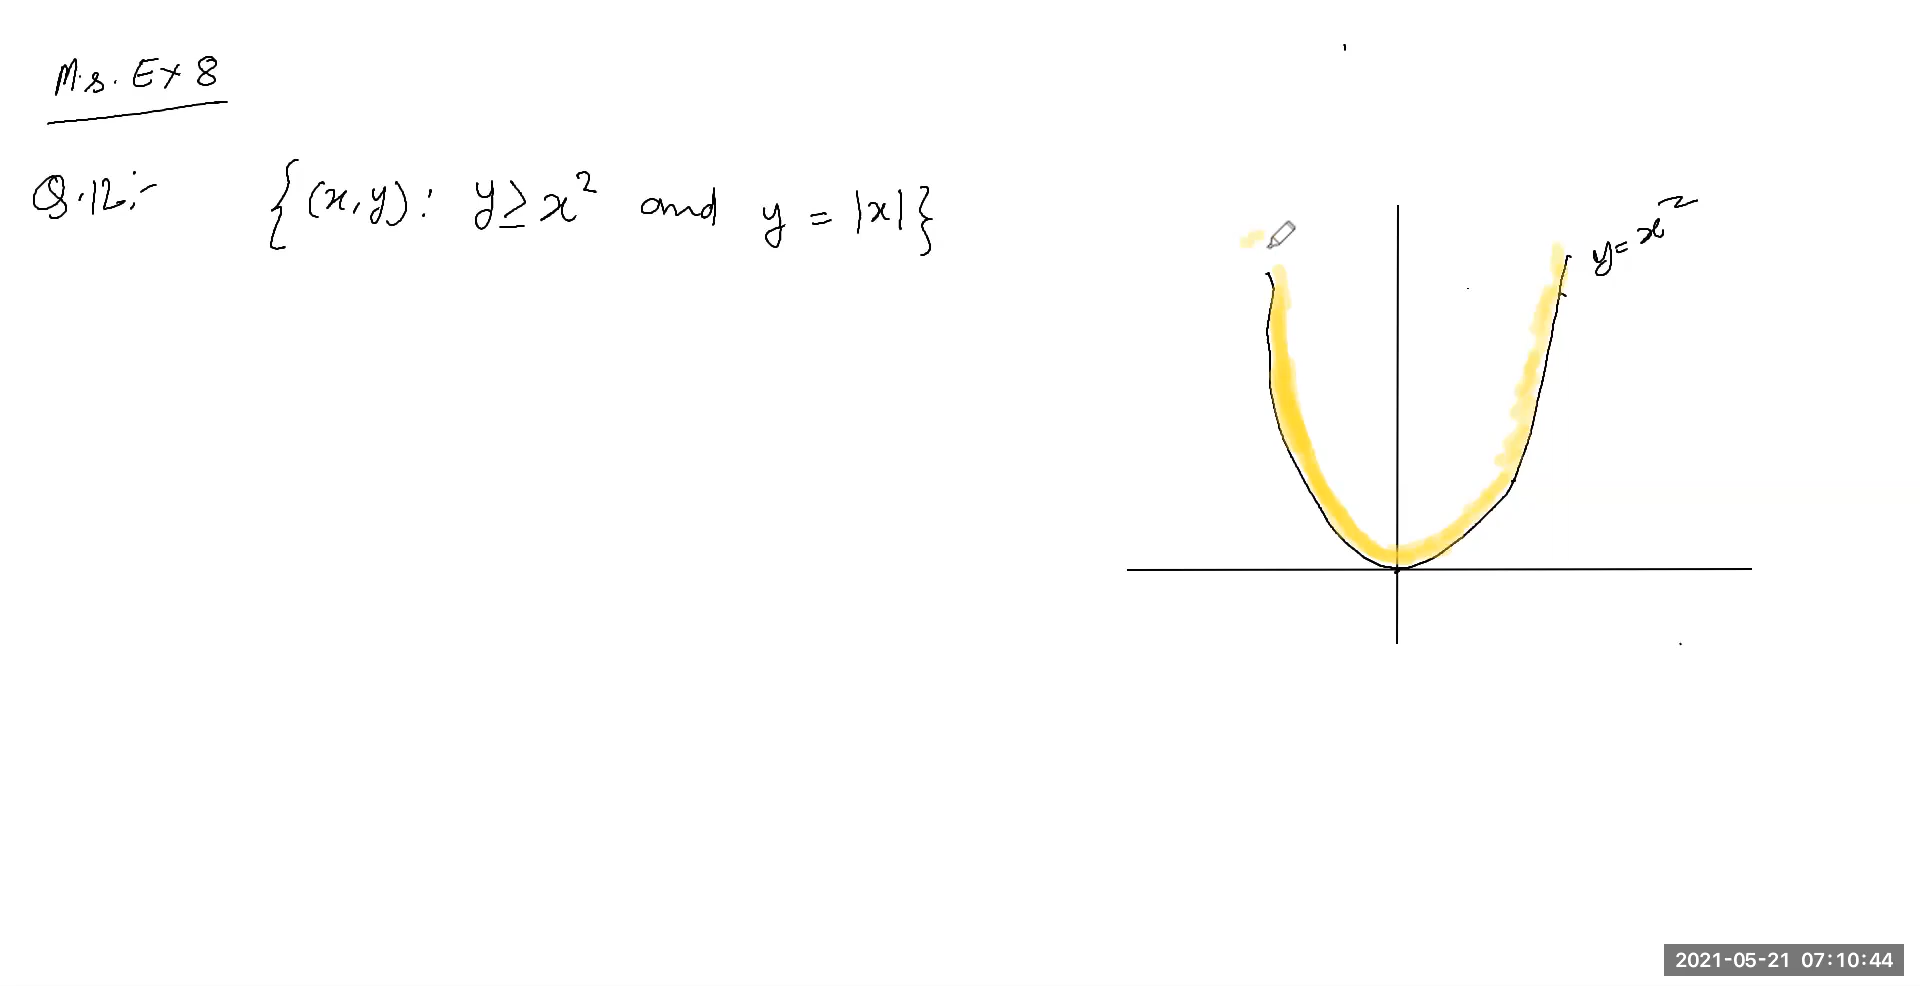 M.s. Ex 8
Q.12:-
{(x,y): y≥x² and y = |x|}
y=x²
2021-05-21 07:10:44